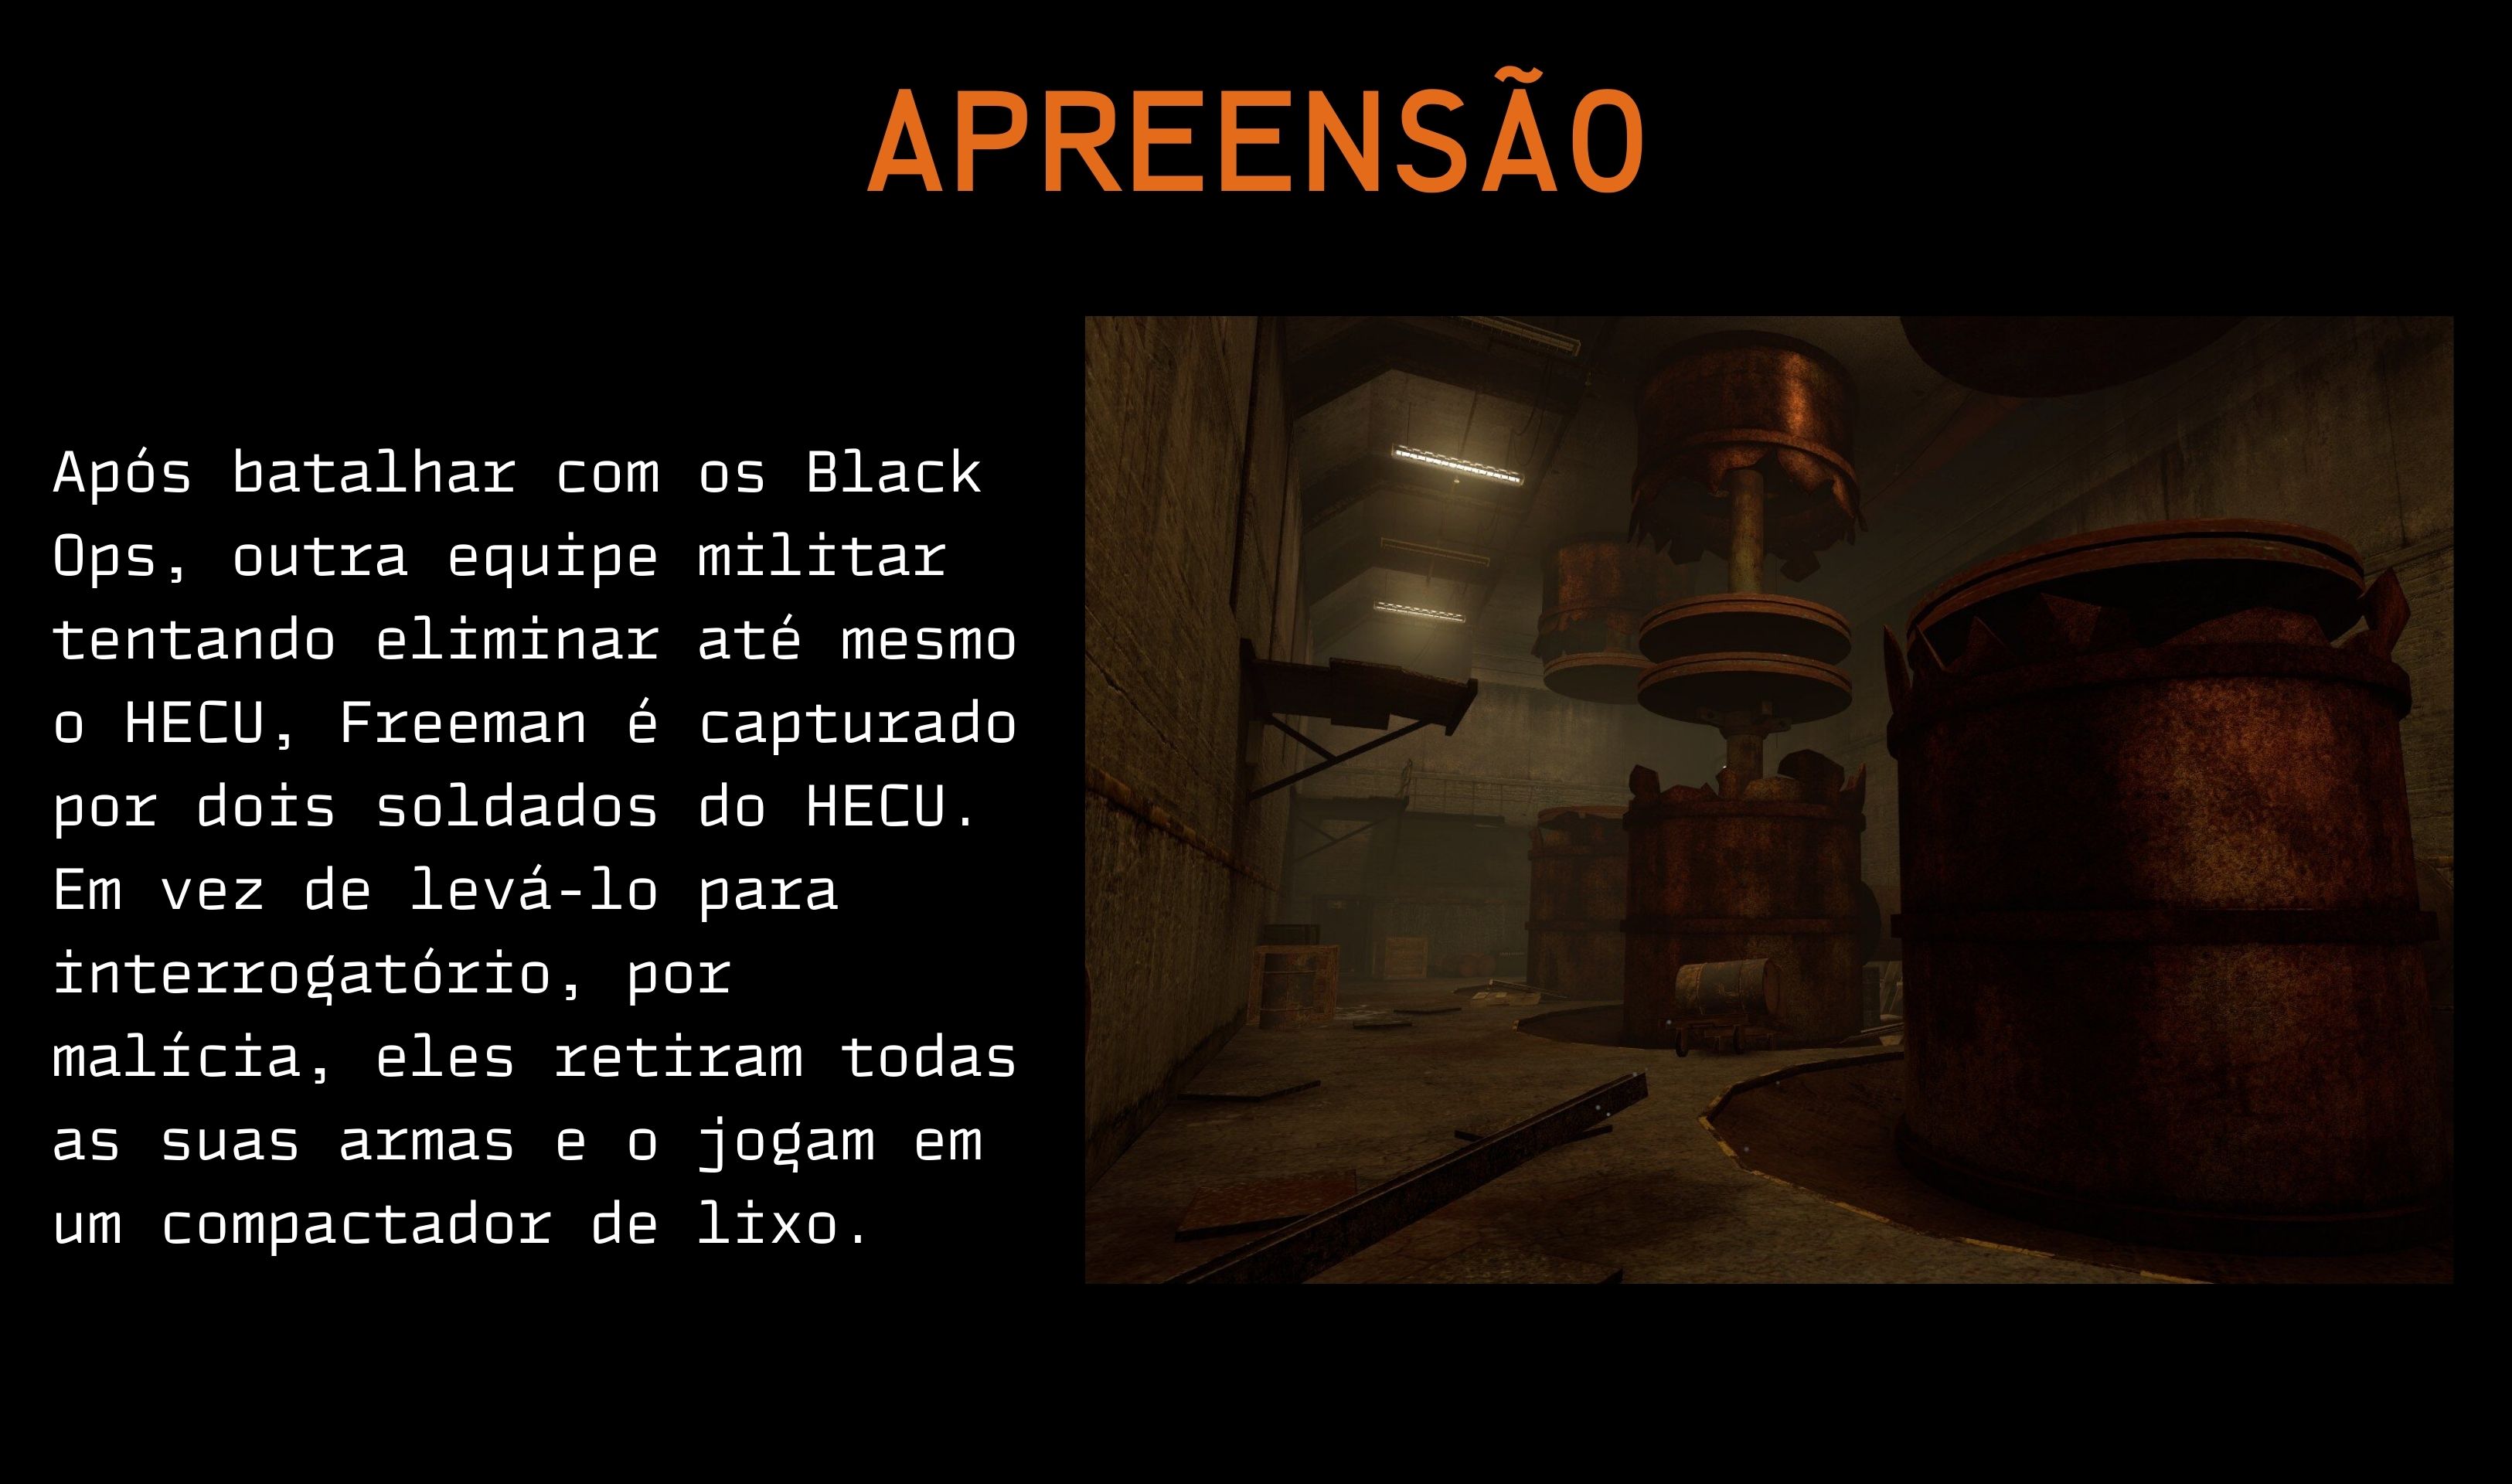 APREENSÃO
Após batalhar com os Black
Ops, outra equipe militar
tentando eliminar até mesmo
o HECU, Freeman é capturado
por dois soldados do HECU.
Em vez de levá-lo para
interrogatório, por
malícia, eles retiram todas
as suas armas e o jogam em
um compactador de lixo.